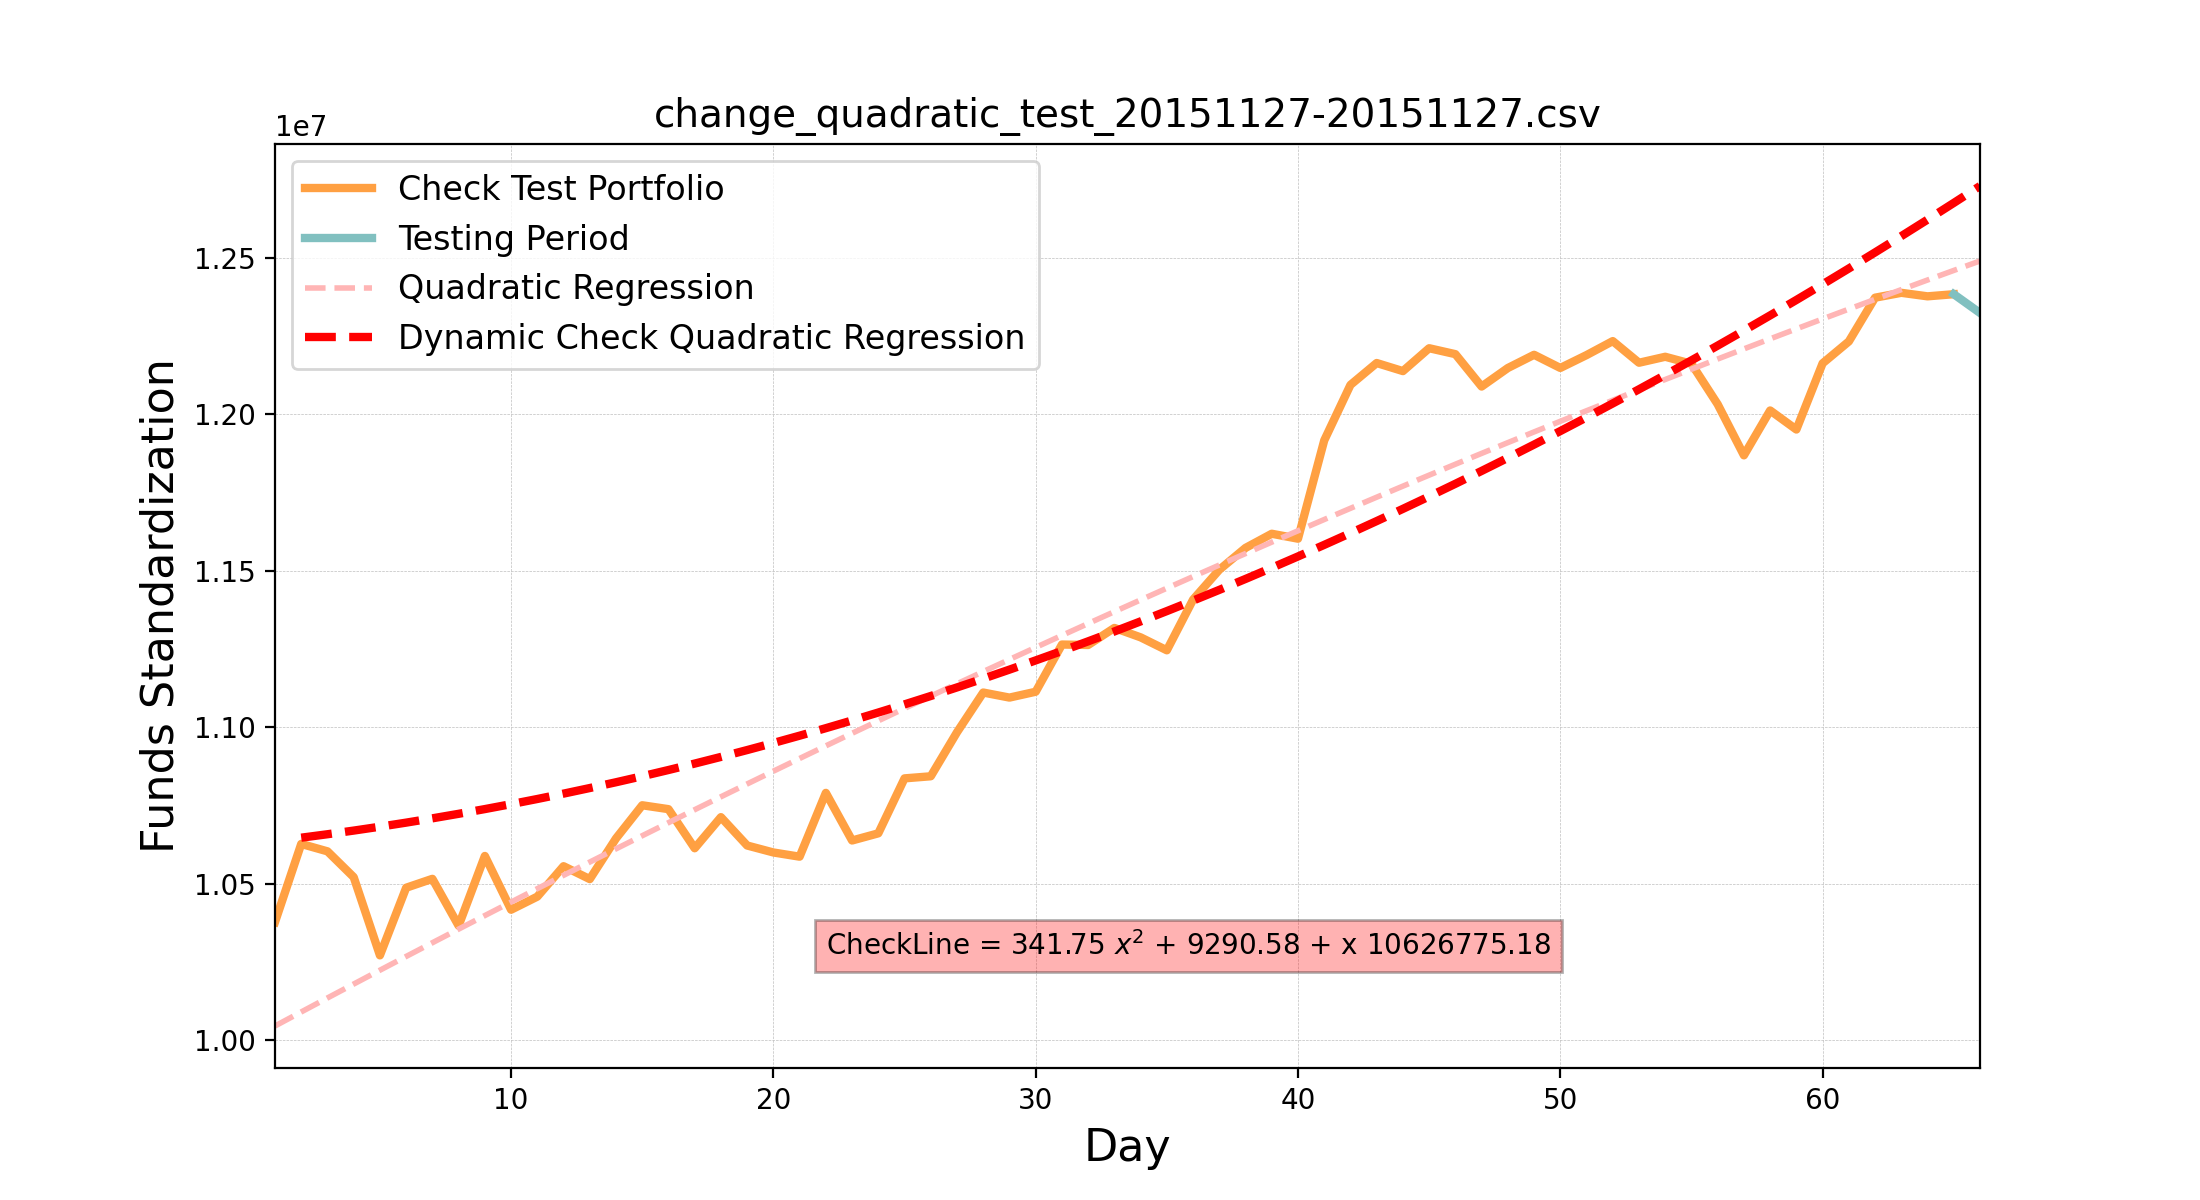 change_quadratic_test_20151127-20151127.csv
1e7
Check Test Portfolio
Testing Period
Quadratic Regression
Dynamic Check Quadratic Regression
1.25
1.20
1.15
1.10
1.05
1.00
Funds Standardization
CheckLine = 341.75 x² + 9290.58 + x 10626775.18
10 20 30 40 50 60
Day